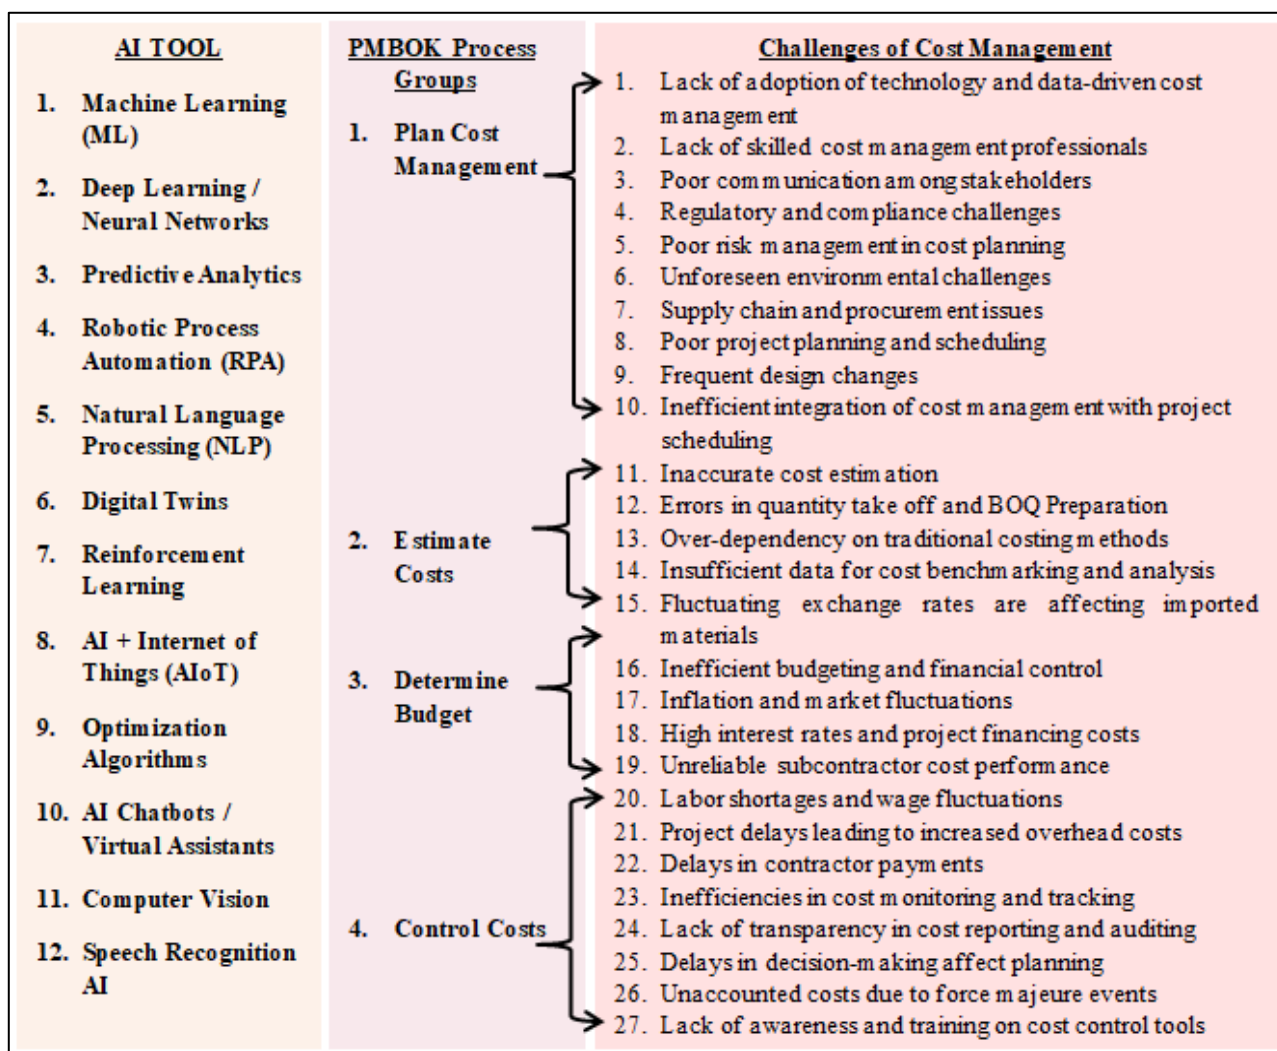 AI TOOL
1. Machine Learning
(ML)
2. Deep Learning /
Neural Networks
3. Predictive Analytics
4. Robotic Process
Automation (RPA)
5. Natural Language
Processing (NLP)
6. Digital Twins
7. Reinforcement
Learning
8. AI + Internet of
Things (AIoT)
9. Optimization
Algorithms
10. AI Chatbots /
Virtual Assistants
11. Computer Vision
12. Speech Recognition
AI
PMBOK Process
Groups
1. Plan Cost
Management
2. Estimate
Costs
3. Determine
Budget
4. Control Costs
Challenges of Cost Management
1. Lack of adoption of technology and data-driven cost
management
2. Lack of skilled cost management professionals
3. Poor communication among stakeholders
4. Regulatory and compliance challenges
5. Poor risk management in cost planning
6. Unforeseen environmental challenges
7. Supply chain and procurement issues
8. Poor project planning and scheduling
9. Frequent design changes
10. Inefficient integration of cost management with project
scheduling
11. Inaccurate cost estimation
12. Errors in quantity take off and BOQ Preparation
13. Over-dependency on traditional costing methods
14. Insufficient data for cost benchmarking and analysis
15. Fluctuating exchange rates are affecting imported
materials
16. Inefficient budgeting and financial control
17. Inflation and market fluctuations
18. High interest rates and project financing costs
19. Unreliable subcontractor cost performance
20. Labor shortages and wage fluctuations
21. Project delays leading to increased overhead costs
22. Delays in contractor payments
23. Inefficiencies in cost monitoring and tracking
24. Lack of transparency in cost reporting and auditing
25. Delays in decision-making affect planning
26. Unaccounted costs due to force majeure events
27. Lack of awareness and training on cost control tools